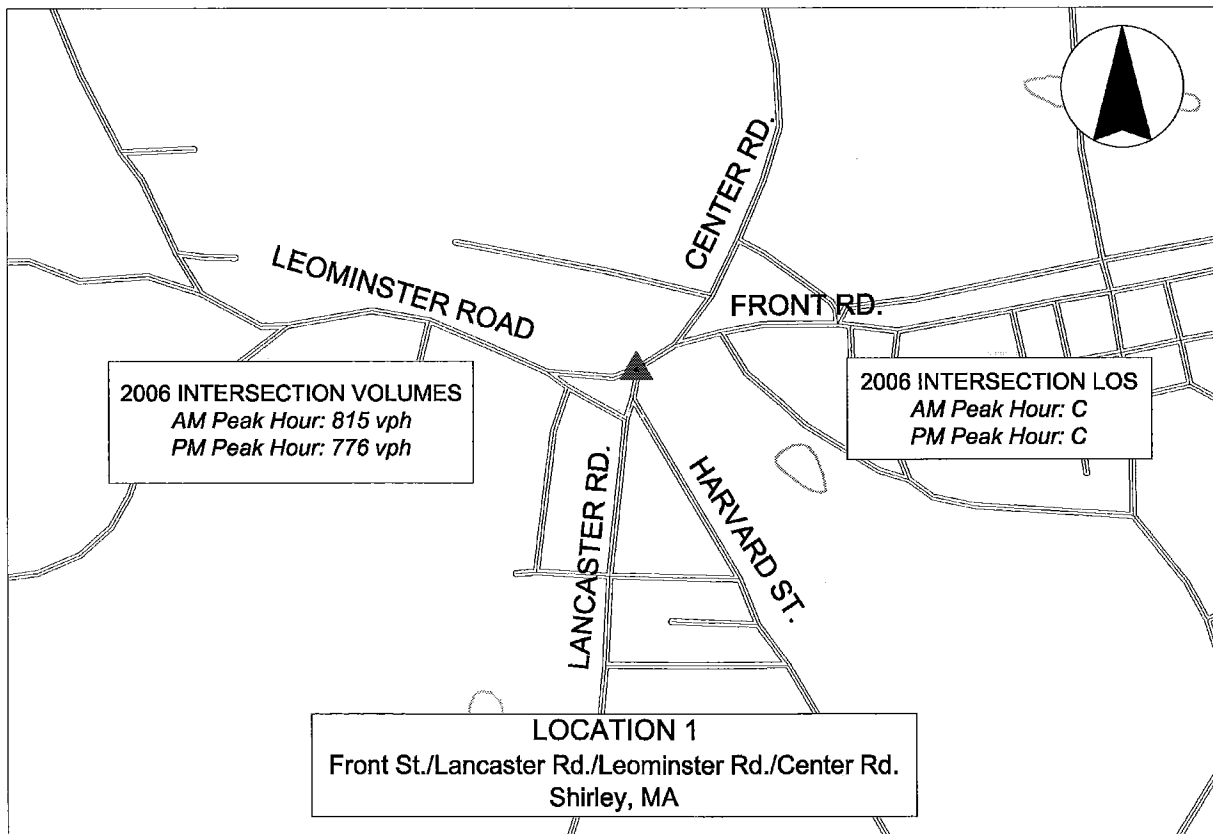 CENTER RD.
LEOMINSTER ROAD
FRONT RD.
2006 INTERSECTION VOLUMES
AM Peak Hour: 815 vph
PM Peak Hour: 776 vph
2006 INTERSECTION LOS
AM Peak Hour: C
PM Peak Hour: C
LANCASTER RD.
HARVARD ST.
LOCATION 1
Front St./Lancaster Rd./Leominster Rd./Center Rd.
Shirley, MA